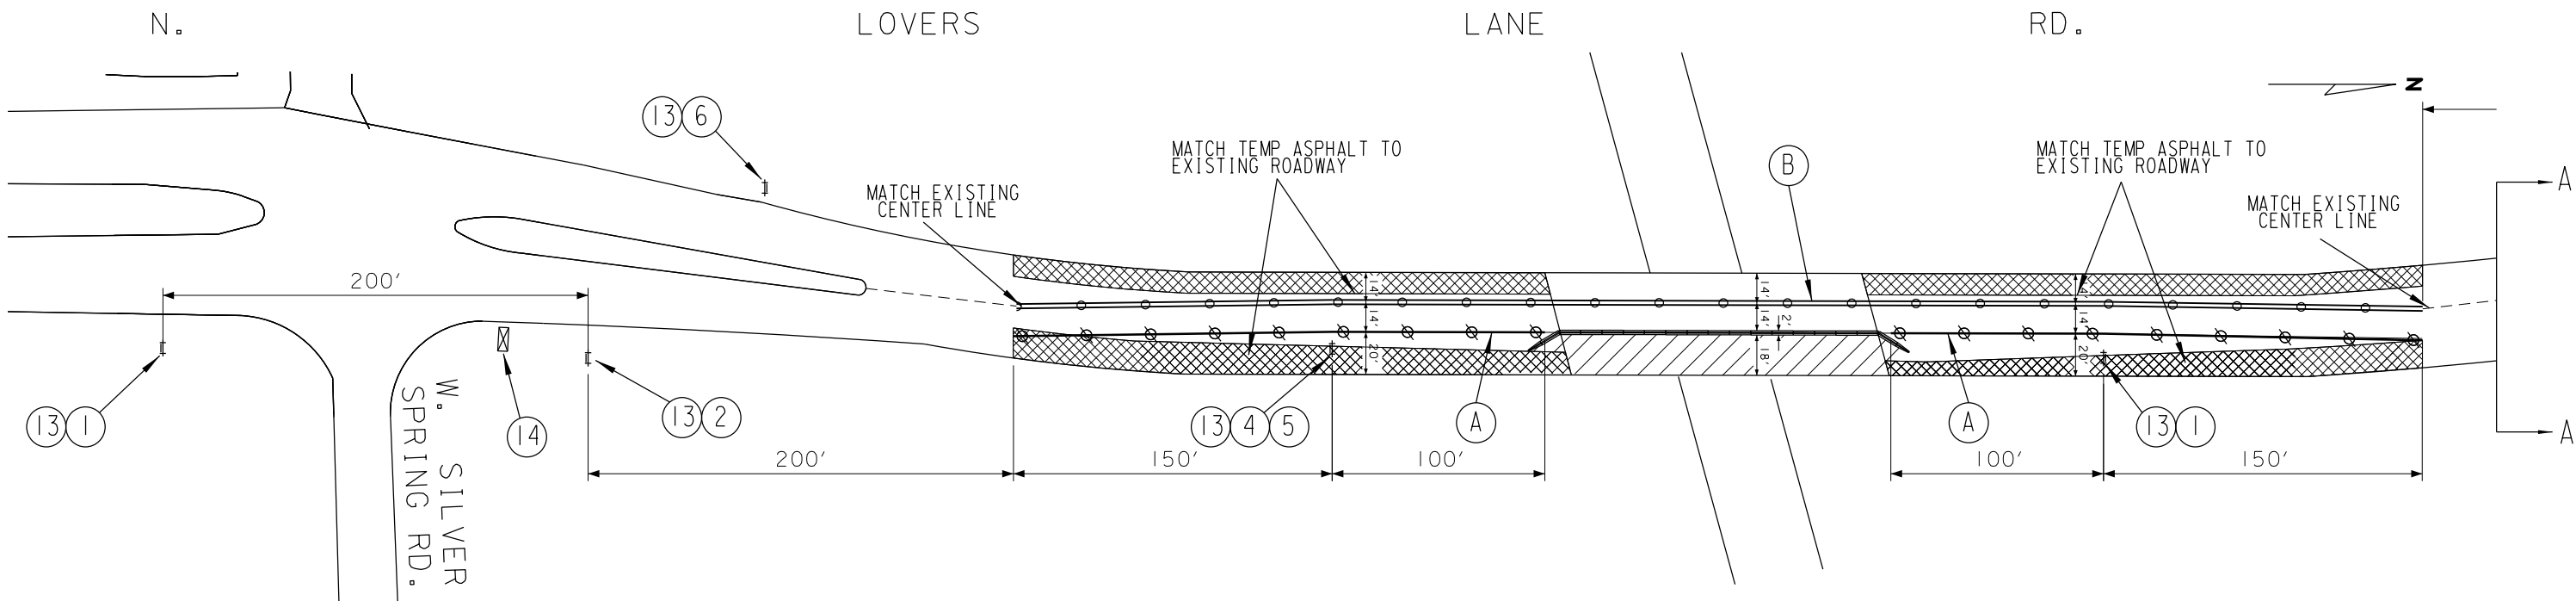 N. LOVERS LANE RD.
N
13 6
MATCH TEMP ASPHALT TO
EXISTING ROADWAY
B
MATCH TEMP ASPHALT TO
EXISTING ROADWAY
A
MATCH EXISTING
CENTER LINE
MATCH EXISTING
CENTER LINE
200'
14'
14'
20'
14'
14'
2'
18'
14'
14'
20'
13 1
14
13 2
13 4 5
A
A
13 1
A
W. SILVER
SPRING RD.
200'
150'
100'
100'
150'